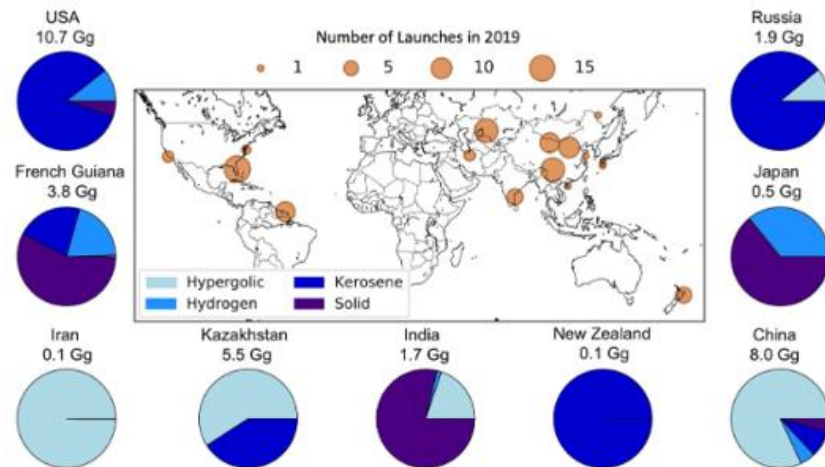 USA
10.7 Gg
Number of Launches in 2019
1 5 10 15
Russia
1.9 Gg
French Guiana
3.8 Gg
Japan
0.5 Gg
Hypergolic Kerosene
Hydrogen Solid
Iran
0.1 Gg
Kazakhstan
5.5 Gg
India
1.7 Gg
New Zealand
0.1 Gg
China
8.0 Gg